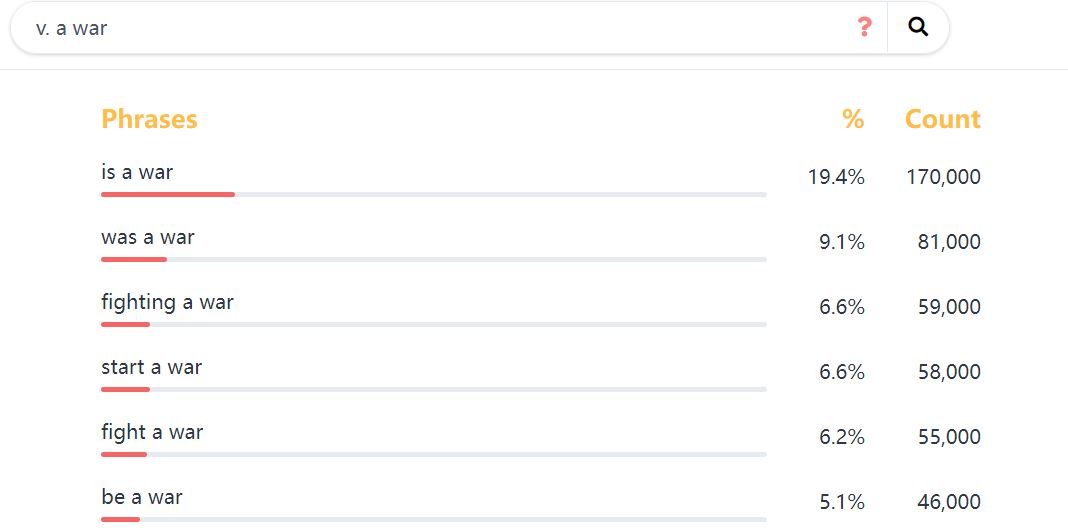 v. a war ?
Phrases % Count
is a war 19.4% 170,000
was a war 9.1% 81,000
fighting a war 6.6% 59,000
start a war 6.6% 58,000
fight a war 6.2% 55,000
be a war 5.1% 46,000